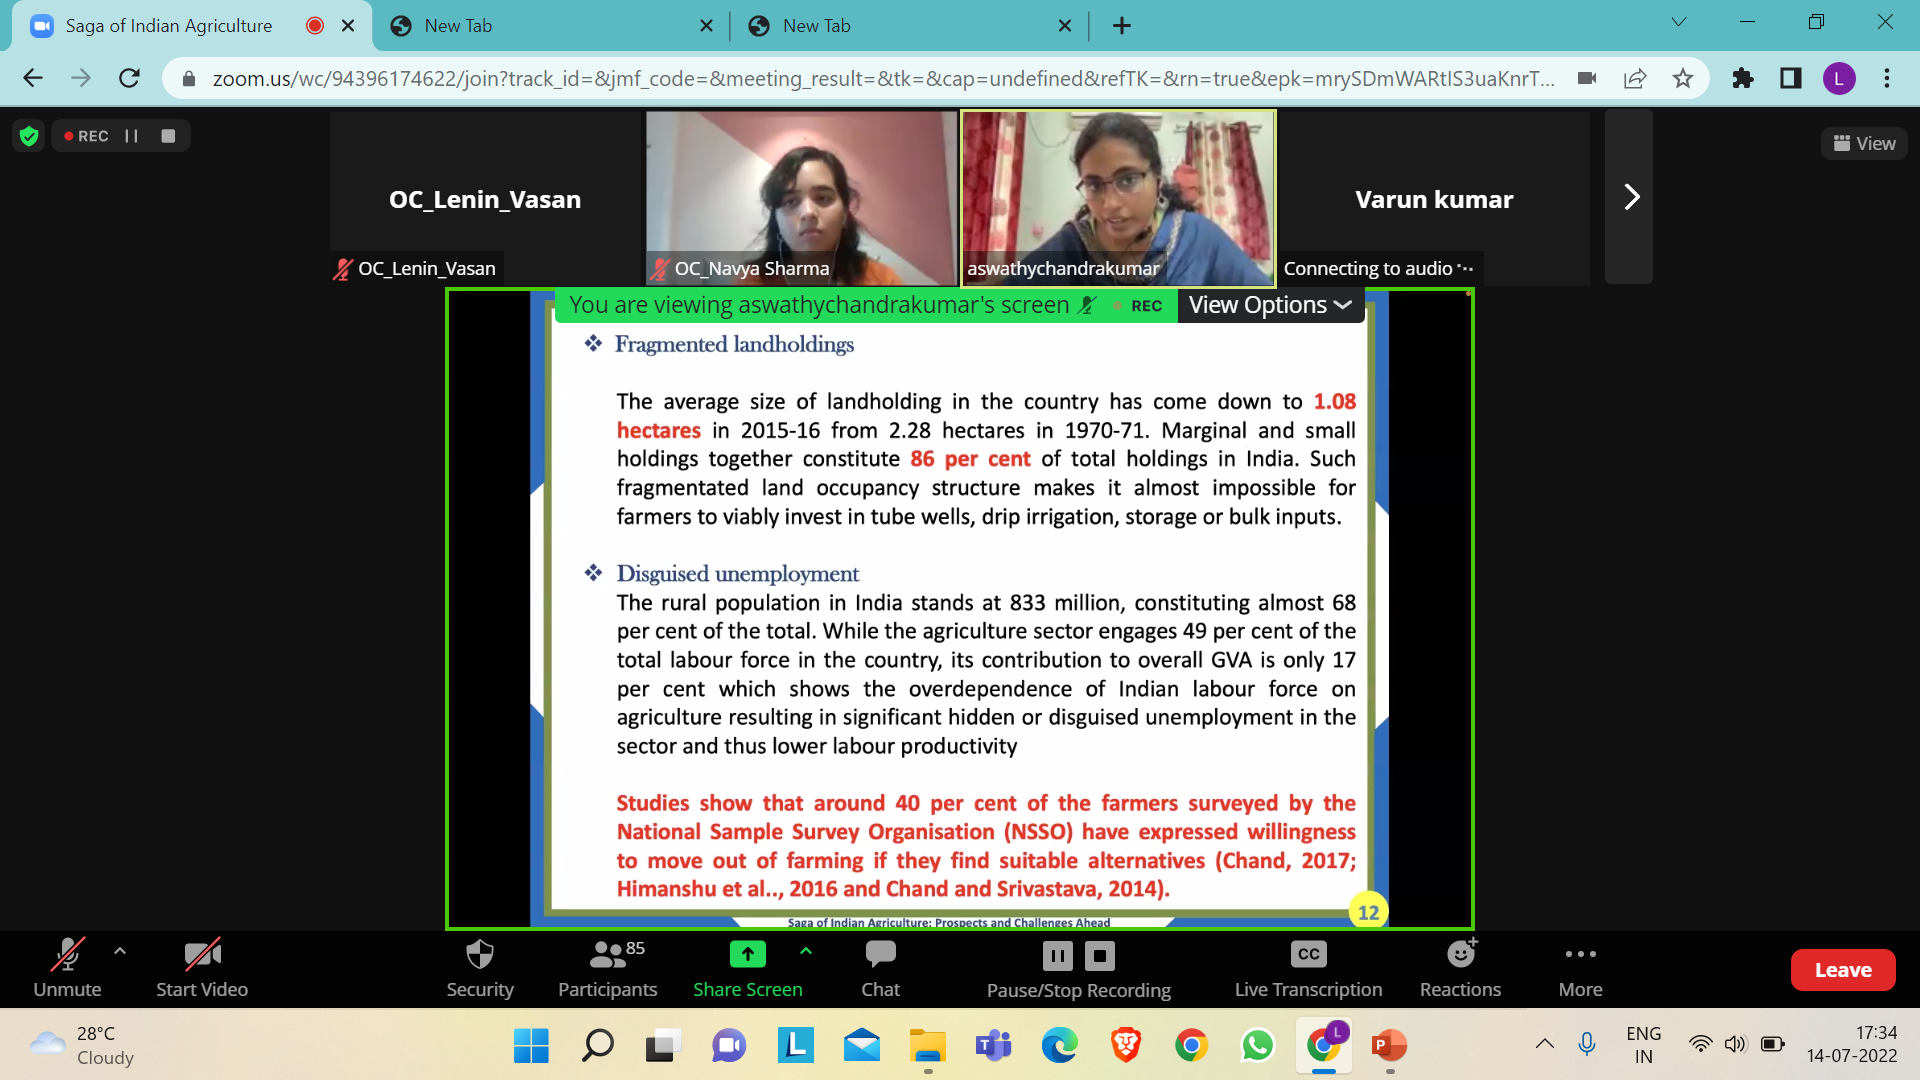 Saga of Indian Agriculture
New Tab
New Tab
zoom.us/wc/94396174622/join?track_id=&jmf_code=&meeting_result=&tk=&cap=undefined&refTK=&rn=true&epk=mrySDmWARtIS3uaKnrT...
L
REC
View
OC_Lenin_Vasan
Varun kumar
OC_Lenin_Vasan
OC_Navya Sharma
aswathychandrakumar
Connecting to audio
You are viewing aswathychandrakumar's screen
REC
View Options
Fragmented landholdings
The average size of landholding in the country has come down to 1.08
hectares in 2015-16 from 2.28 hectares in 1970-71. Marginal and small
holdings together constitute 86 per cent of total holdings in India. Such
fragmentated land occupancy structure makes it almost impossible for
farmers to viably invest in tube wells, drip irrigation, storage or bulk inputs.
Disguised unemployment
The rural population in India stands at 833 million, constituting almost 68
per cent of the total. While the agriculture sector engages 49 per cent of the
total labour force in the country, its contribution to overall GVA is only 17
per cent which shows the overdependence of Indian labour force on
agriculture resulting in significant hidden or disguised unemployment in the
sector and thus lower labour productivity
Studies show that around 40 per cent of the farmers surveyed by the
National Sample Survey Organisation (NSSO) have expressed willingness
to move out of farming if they find suitable alternatives (Chand, 2017;
Himanshu et al.., 2016 and Chand and Srivastava, 2014).
12
Saga of Indian Agriculture: Prospects and Challenges Ahead
85
CC
Unmute
Start Video
Security
Participants
Share Screen
Chat
Pause/Stop Recording
Live Transcription
Reactions
More
Leave
28°C
Cloudy
L
T
L
P
ENG
IN
17:34
14-07-2022